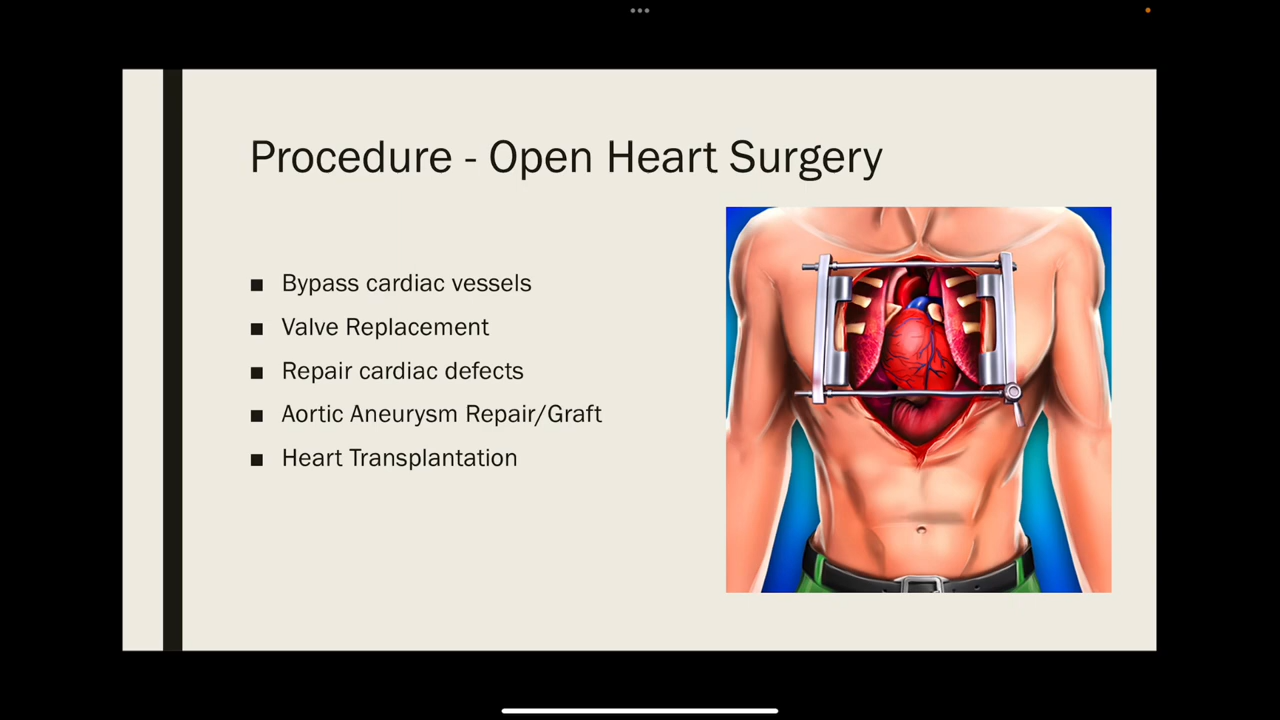 Procedure - Open Heart Surgery
■ Bypass cardiac vessels
■ Valve Replacement
■ Repair cardiac defects
■ Aortic Aneurysm Repair/Graft
■ Heart Transplantation